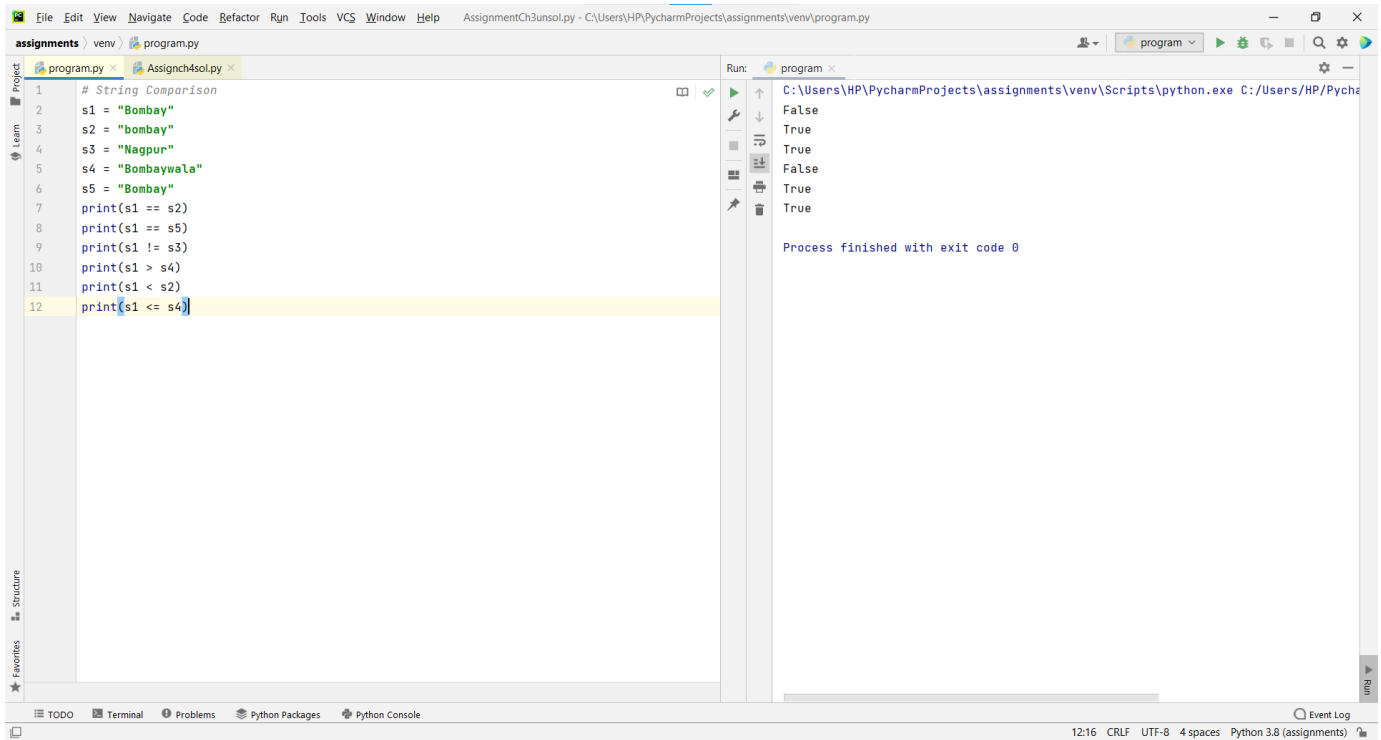 File Edit View Navigate Code Refactor Run Tools VCS Window Help AssignmentCh3unsol.py - C:\Users\HP\PycharmProjects\assignments\venv\program.py
assignments venv program.py
program
program.py Assignch4sol.py
Run: program
Project
Learn
Structure
Favorites
1 # String Comparison
2 s1 = "Bombay"
3 s2 = "bombay"
4 s3 = "Nagpur"
5 s4 = "Bombaywala"
6 s5 = "Bombay"
7 print(s1 == s2)
8 print(s1 == s5)
9 print(s1 != s3)
10 print(s1 > s4)
11 print(s1 < s2)
12 print(s1 <= s4)
C:\Users\HP\PycharmProjects\assignments\venv\Scripts\python.exe C:/Users/HP/Pycha
False
True
True
False
True
True
Process finished with exit code 0
Run
TODO Terminal Problems Python Packages Python Console Event Log
12:16 CRLF UTF-8 4 spaces Python 3.8 (assignments)